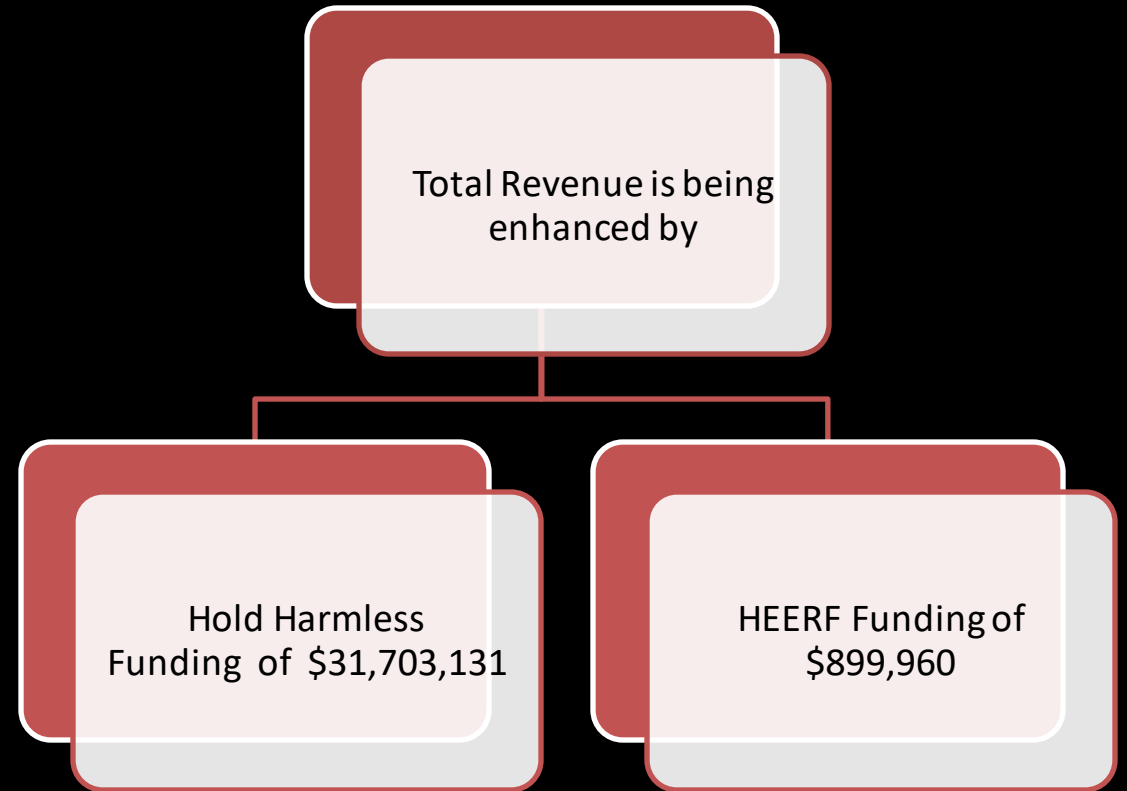 Total Revenue is being
enhanced by
Hold Harmless
Funding of $31,703,131
HEERF Funding of
$899,960